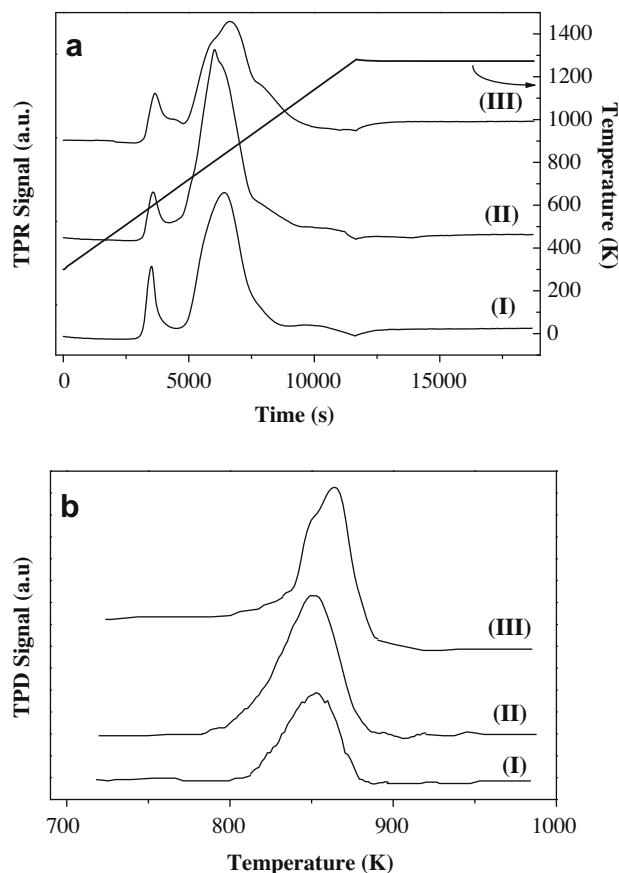 a
TPR Signal (a.u.)
(III)
(II)
(I)
1400
1200
1000
800
600
400
200
0
Temperature (K)
0 5000 10000 15000
Time (s)
b
TPD Signal (a.u)
(III)
(II)
(I)
700 800 900 1000
Temperature (K)